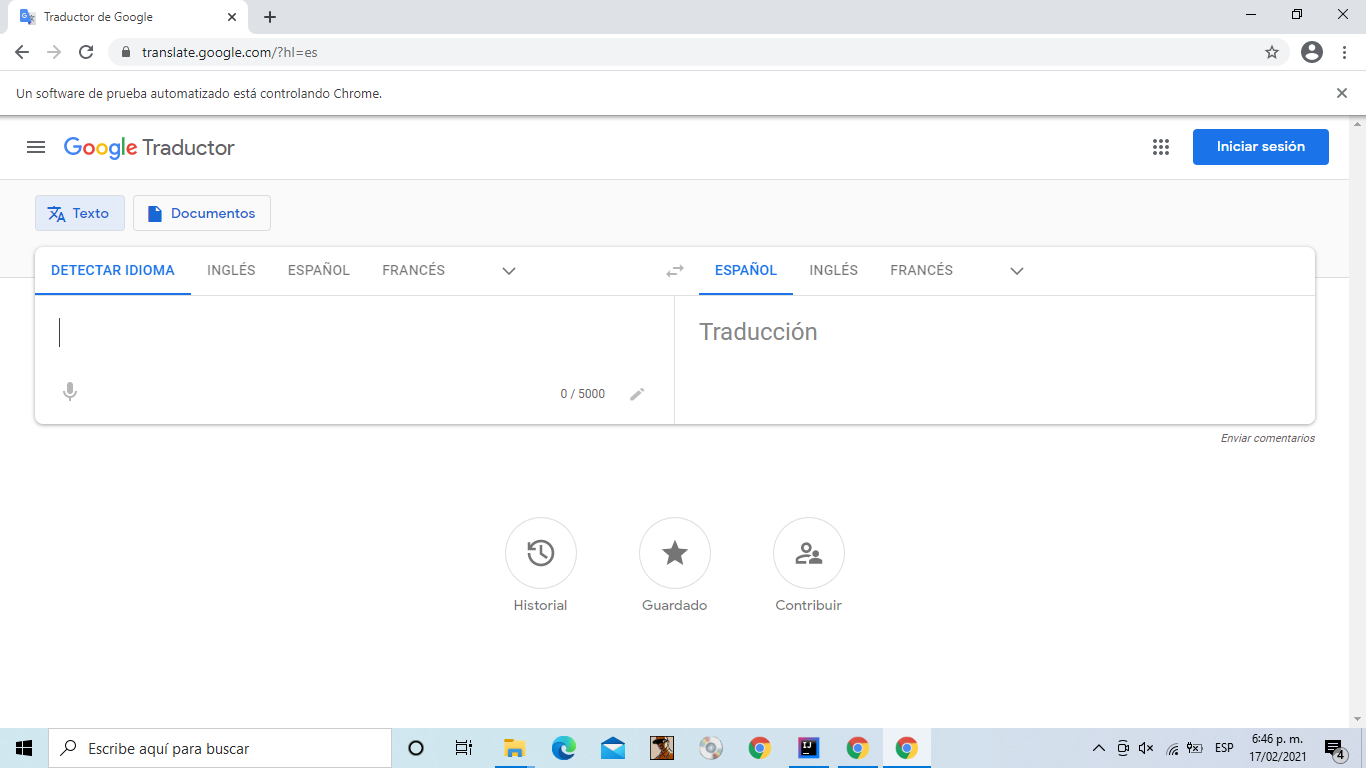 Traductor de Google
translate.google.com/?hl=es
Un software de prueba automatizado está controlando Chrome.
Google Traductor
Iniciar sesión
Texto
Documentos
DETECTAR IDIOMA INGLÉS ESPAÑOL FRANCÉS
ESPAÑOL INGLÉS FRANCÉS
Traducción
0 / 5000
Enviar comentarios
Historial
Guardado
Contribuir
Escribe aquí para buscar
IJ
ESP
6:46 p. m.
17/02/2021
4